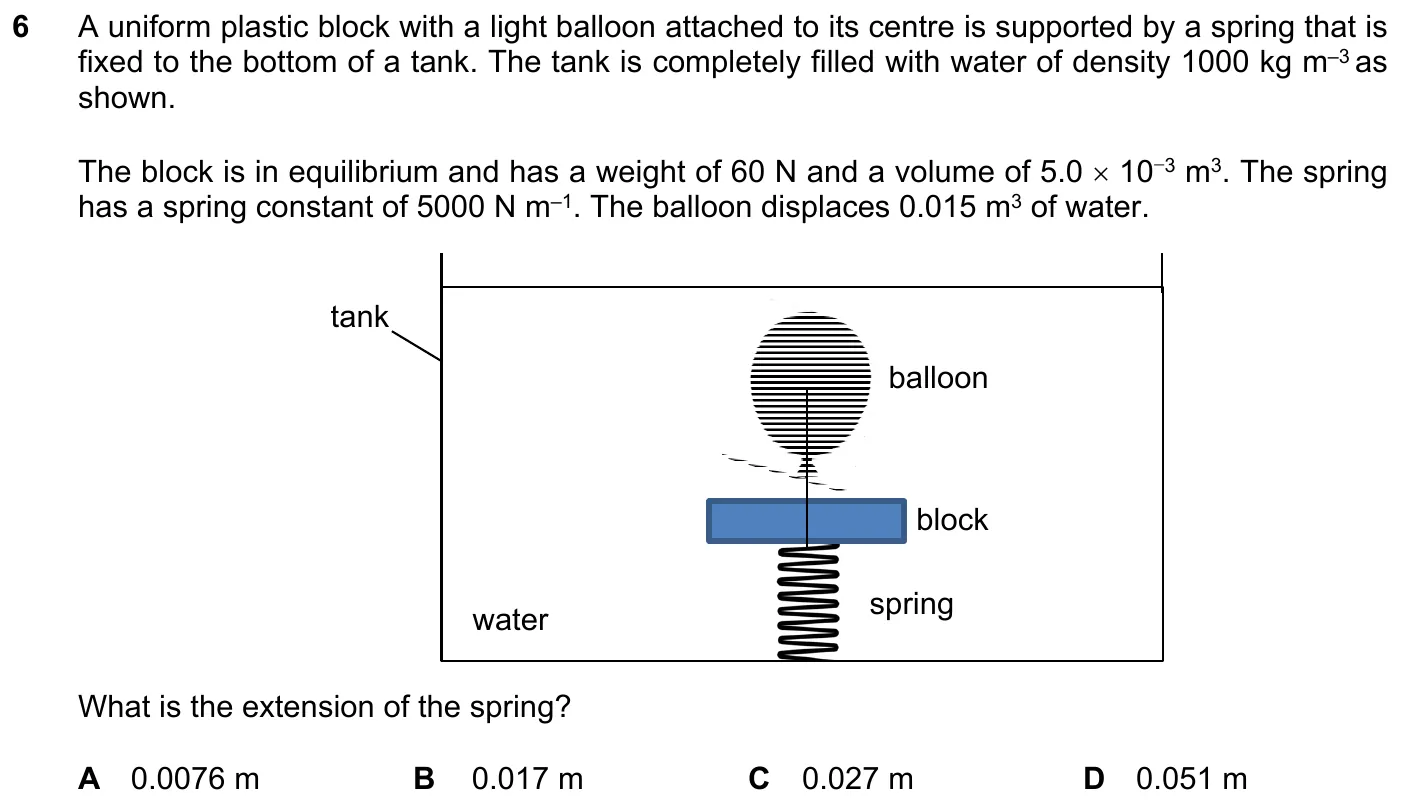 6 A uniform plastic block with a light balloon attached to its centre is supported by a spring that is
fixed to the bottom of a tank. The tank is completely filled with water of density 1000 kg m⁻³ as
shown.
The block is in equilibrium and has a weight of 60 N and a volume of 5.0 × 10⁻³ m³. The spring
has a spring constant of 5000 N m⁻¹. The balloon displaces 0.015 m³ of water.
tank
balloon
block
spring
water
What is the extension of the spring?
A 0.0076 m B 0.017 m C 0.027 m D 0.051 m